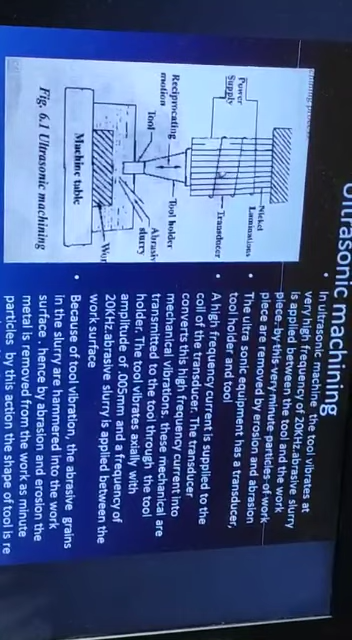 Ultrasonic machining
• In ultrasonic machine the tool vibrates at
very high frequency of 20KHz.abrasive slurry
is applied between the tool and the work
piece. by this very minute particles of work
piece are removed by erosion and abrasion
• The ultra sonic equipment has a transducer,
tool holder and tool
• A high frequency current is supplied to the
coil of the transducer. The transducer
converts this high frequency current into
mechanical vibrations, these mechanical are
transmitted to the tool through the tool
holder. The tool vibrates axially with
amplitude of 005mm and a frequency of
20KHz.abrasive slurry is applied between the
work surface
• Because of tool vibration, the abrasive grains
in the slurry are hammered into the work
surface . hence by abrasion and erosion the
metal is removed from the work as minute
particles by this action the shape of tool is re
Power
Supply
Nickel
Laminations
Transducer
Reciprocating
motion
Tool holder
Tool
Abrasiv
slurry
Wor
Machine table
Fig. 6.1 Ultrasonic machining